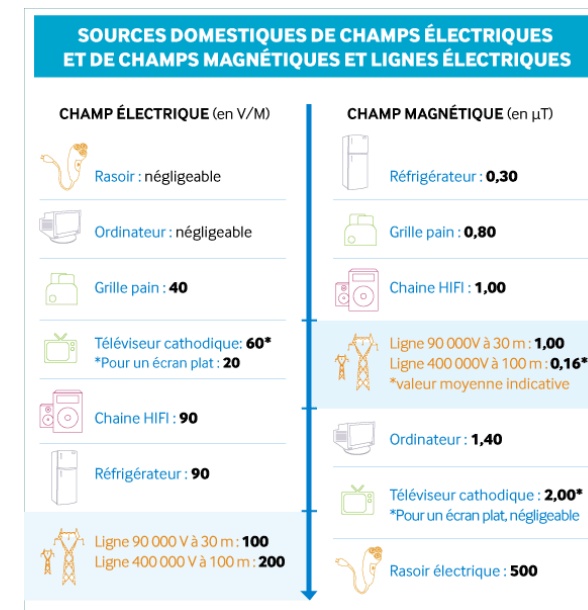 SOURCES DOMESTIQUES DE CHAMPS ÉLECTRIQUES
ET DE CHAMPS MAGNÉTIQUES ET LIGNES ÉLECTRIQUES
CHAMP ÉLECTRIQUE (en V/M)
Rasoir : négligeable
Ordinateur : négligeable
Grille pain : 40
Téléviseur cathodique: 60*
*Pour un écran plat : 20
Chaine HIFI : 90
Réfrigérateur : 90
Ligne 90 000 V à 30 m : 100
Ligne 400 000 V à 100 m : 200
CHAMP MAGNÉTIQUE (en µT)
Réfrigérateur : 0,30
Grille pain : 0,80
Chaine HIFI : 1,00
Ligne 90 000V à 30 m : 1,00
Ligne 400 000V à 100 m : 0,16*
*valeur moyenne indicative
Ordinateur : 1,40
Téléviseur cathodique : 2,00*
*Pour un écran plat, négligeable
Rasoir électrique : 500